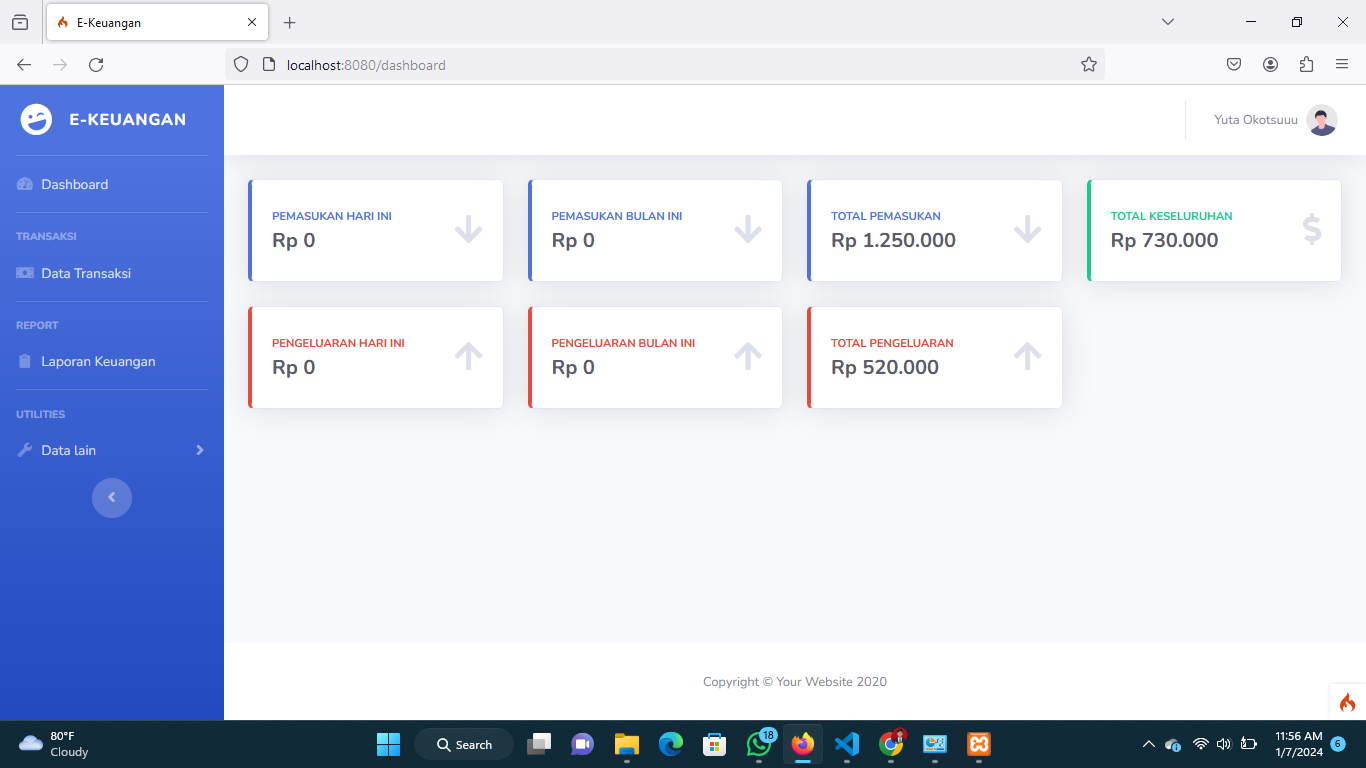 E-Keuangan
localhost:8080/dashboard
E-KEUANGAN
Yuta Okotsuuu
Dashboard
TRANSAKSI
Data Transaksi
REPORT
Laporan Keuangan
UTILITIES
Data lain
PEMASUKAN HARI INI
Rp 0
PEMASUKAN BULAN INI
Rp 0
TOTAL PEMASUKAN
Rp 1.250.000
TOTAL KESELURUHAN
Rp 730.000
$
PENGELUARAN HARI INI
Rp 0
PENGELUARAN BULAN INI
Rp 0
TOTAL PENGELUARAN
Rp 520.000
Copyright © Your Website 2020
80°F
Cloudy
Search
18
11:56 AM
1/7/2024
6